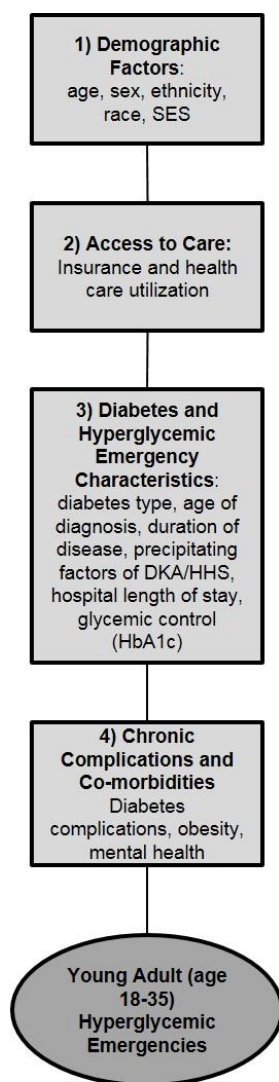 1) Demographic
Factors:
age, sex, ethnicity,
race, SES
2) Access to Care:
Insurance and health
care utilization
3) Diabetes and
Hyperglycemic
Emergency
Characteristics:
diabetes type, age of
diagnosis, duration of
disease, precipitating
factors of DKA/HHS,
hospital length of stay,
glycemic control
(HbA1c)
4) Chronic
Complications and
Co-morbidities
Diabetes
complications, obesity,
mental health
Young Adult (age
18-35)
Hyperglycemic
Emergencies